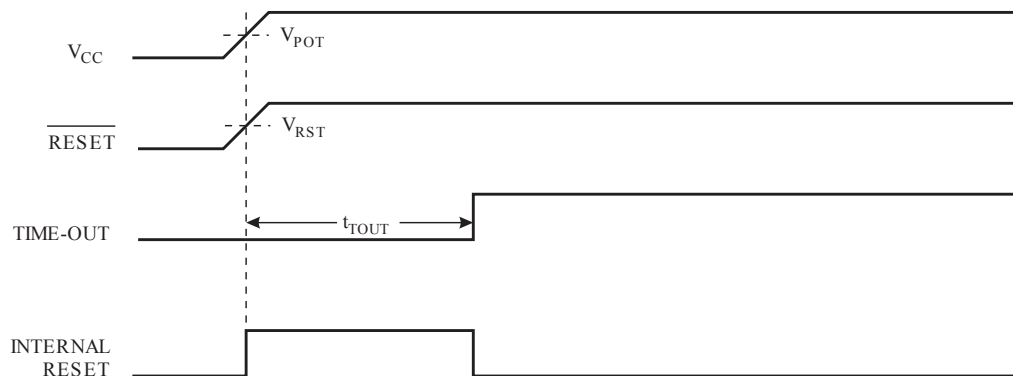 V_CC
V_POT
RESET
V_RST
TIME-OUT
t_TOUT
INTERNAL
RESET